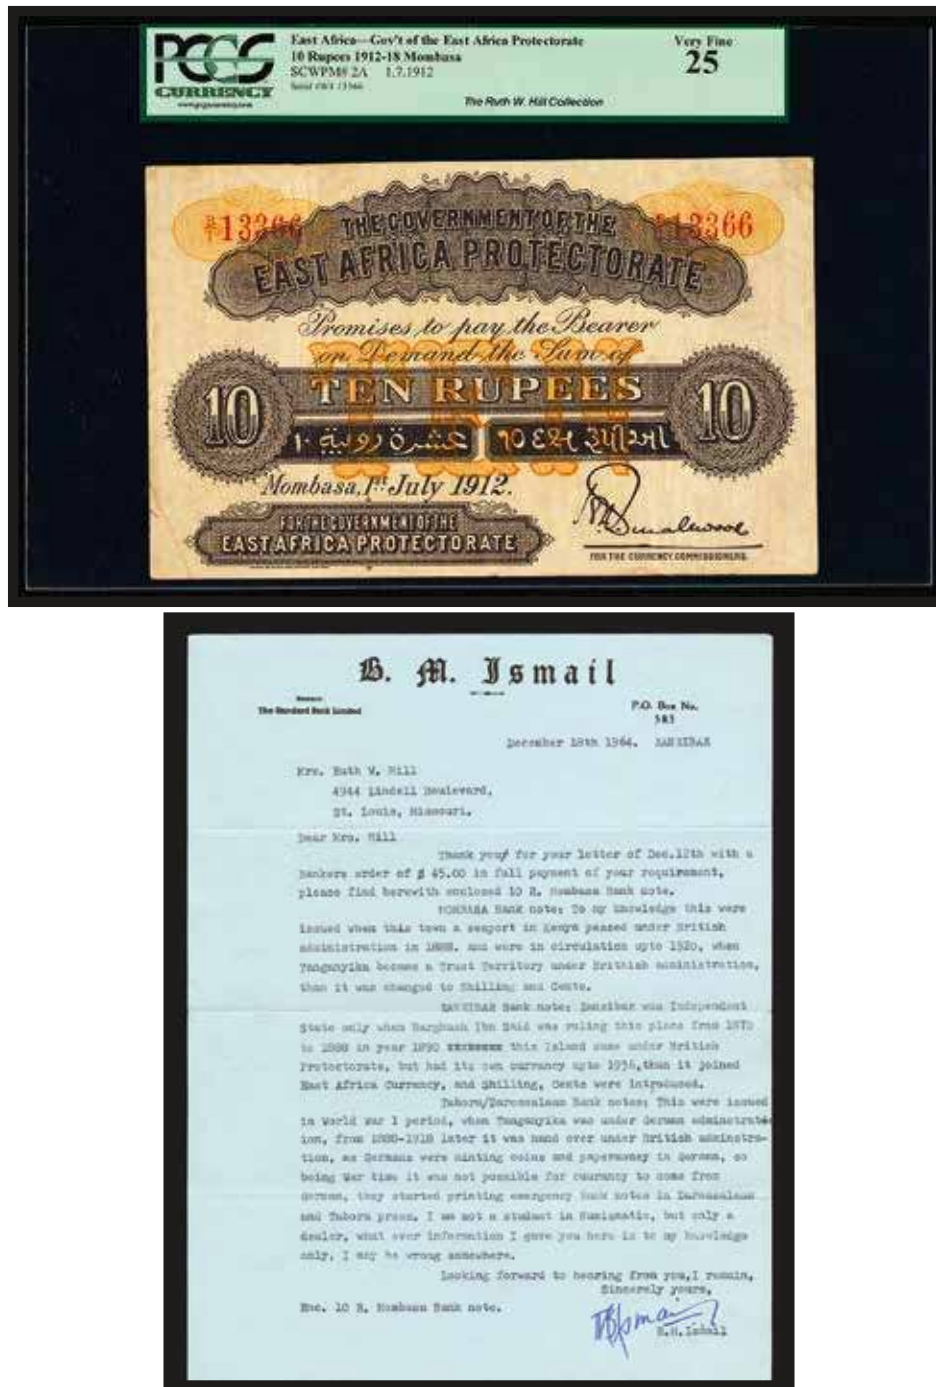 PCGS
CURRENCY
East Africa—Gov't of the East Africa Protectorate
10 Rupees 1912-18 Mombasa
SCWPM# 2A 1.7.1912
The Ruth W. Hill Collection
Very Fine
25
13366 13366
THE GOVERNMENT OF THE
EAST AFRICA PROTECTORATE
Promises to pay the Bearer
on Demand the Sum of
TEN
10 TEN RUPEES 10
١٠ عشرة روبية ૧૦ દસ રૂપીઆ
Mombasa, 1st July 1912.
FOR THE GOVERNMENT OF THE
EAST AFRICA PROTECTORATE
FOR THE CURRENCY COMMISSIONERS.
B. M. Ismail
The Standard Bank Limited
P.O. Box No.
583
December 18th 1964. ZANZIBAR
Mrs. Ruth W. Hill
4944 Lindell Boulevard,
St. Louis, Missouri.
Dear Mrs. Hill
Thank you for your letter of Dec.12th with a
Bankers order of $ 45.00 in full payment of your requirement,
please find herewith enclosed 10 R. Mombasa Bank note.
MOMBASA Bank note: To my knowledge this were
issued when this town a seaport in Kenya passed under British
administration in 1888. and were in circulation upto 1920, when
Tanganyika become a Trust Territory under Brithish administration,
than it was changed to Shilling and Cents.
ZANZIBAR Bank note: Zanzibar was Independent
State only when Barghash Ibn Said was ruling this place from 1870
to 1888 in year 1890 this Island came under British
Protectorate, but had its own currency upto 1936,than it joined
East Africa Currency, and Shilling, Cents were introduced.
Tabora/Daressalaam Bank notes: This were issued
in World War I period, when Tanganyika was under German administrat
ion, from 1880-1918 later it was hand over under British adminstra-
tion, as Germans were minting coins and papermoney in German, so
being War time it was not possible for currency to come from
German, they started printing emergency bank notes in Daressalaam
and Tabora press. I am not a student in Numismatic, but only a
dealer, what ever information I gave you here is to my knowledge
only, I may be wrong somewhere.
Looking forward to hearing from you,I remain,
Sincerely yours,
Enc. 10 R. Mombasa Bank note.
B.M.Ismail